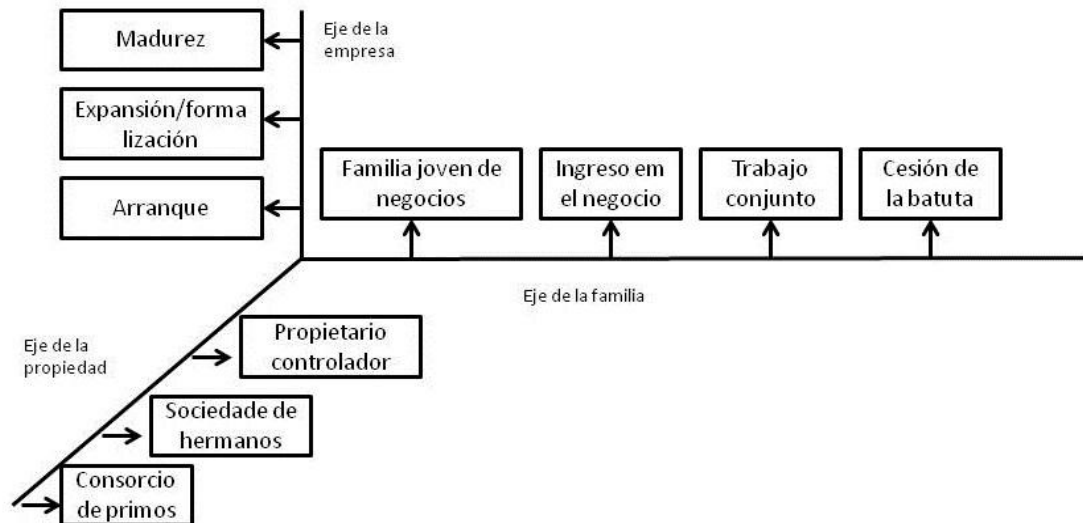 Madurez
Eje de la
empresa
Expansión/forma
lización
Arranque
Familia joven de
negocios
Ingreso em
el negocio
Trabajo
conjunto
Cesión de
la batuta
Eje de la familia
Eje de la
propiedad
Propietario
controlador
Sociedade de
hermanos
Consorcio
de primos